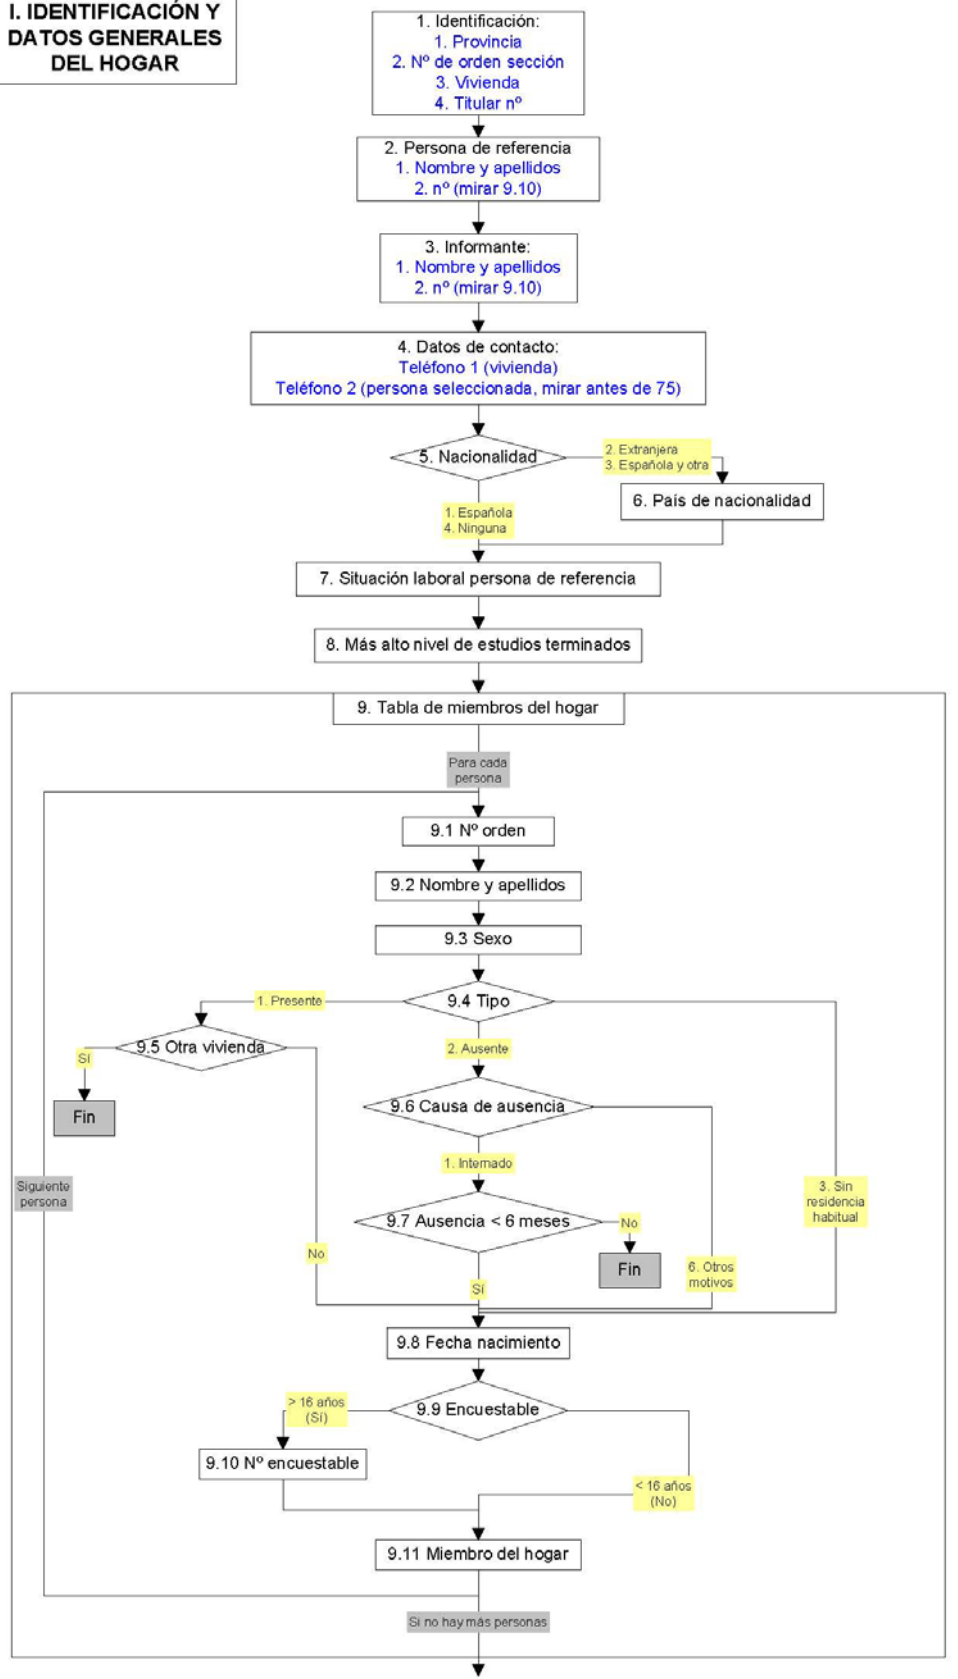 I. IDENTIFICACIÓN Y
DATOS GENERALES
DEL HOGAR
1. Identificación:
1. Provincia
2. Nº de orden sección
3. Vivienda
4. Titular nº
2. Persona de referencia
1. Nombre y apellidos
2. nº (mirar 9.10)
3. Informante:
1. Nombre y apellidos
2. nº (mirar 9.10)
4. Datos de contacto:
Teléfono 1 (vivienda)
Teléfono 2 (persona seleccionada, mirar antes de 75)
5. Nacionalidad
2. Extranjera
3. Española y otra
6. País de nacionalidad
1. Española
4. Ninguna
7. Situación laboral persona de referencia
8. Más alto nivel de estudios terminados
9. Tabla de miembros del hogar
Para cada
persona
9.1 Nº orden
9.2 Nombre y apellidos
9.3 Sexo
9.4 Tipo
1. Presente
9.5 Otra vivienda
2. Ausente
Sí
Fin
9.6 Causa de ausencia
1. Internado
Siguiente
persona
3. Sin
residencia
habitual
9.7 Ausencia < 6 meses
No
Fin
No
6. Otros
motivos
Sí
9.8 Fecha nacimiento
9.9 Encuestable
> 16 años
(Sí)
9.10 Nº encuestable
< 16 años
(No)
9.11 Miembro del hogar
Si no hay más personas